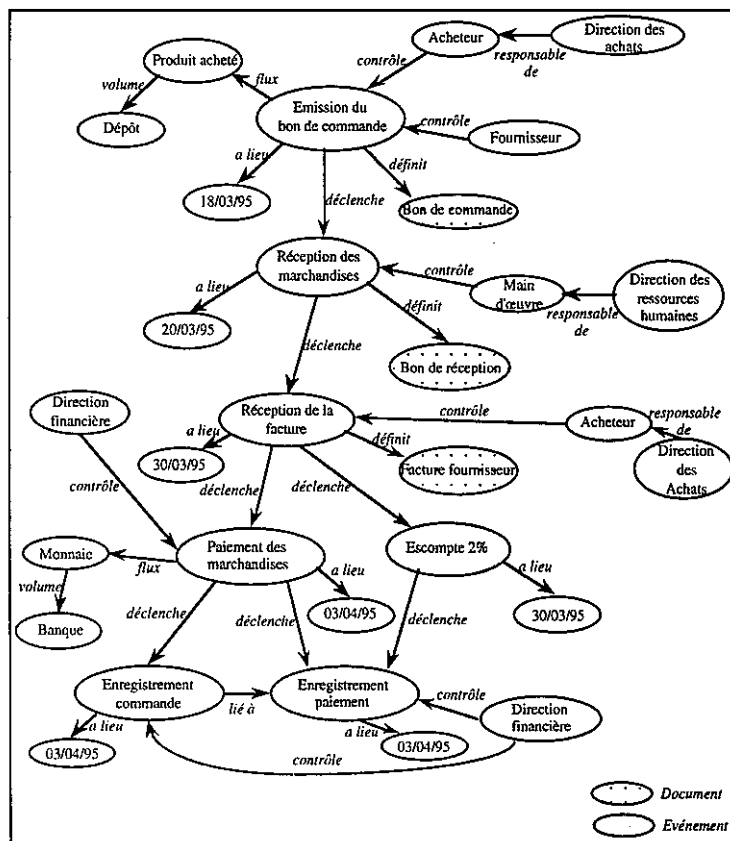 Direction des
achats
Acheteur
responsable
de
contrôle
Produit acheté
flux
volume
Emission du
bon de commande
Dépôt
contrôle
Fournisseur
a lieu
définit
18/03/95
déclenche
Bon de commande
Réception des
marchandises
contrôle
Main
d'œuvre
Direction des
ressources
humaines
responsable
de
a lieu
20/03/95
définit
déclenche
Bon de réception
Direction
financière
Réception de la
facture
contrôle
Acheteur
responsable
de
a lieu
définit
30/03/95
Facture fournisseur
Direction
des
Achats
contrôle
déclenche
déclenche
Monnaie
flux
Paiement des
marchandises
Escompte 2%
a lieu
a lieu
volume
Banque
03/04/95
30/03/95
déclenche
déclenche
déclenche
Enregistrement
commande
lié à
Enregistrement
paiement
contrôle
Direction
financière
a lieu
a lieu
03/04/95
03/04/95
contrôle
Document
Evénement